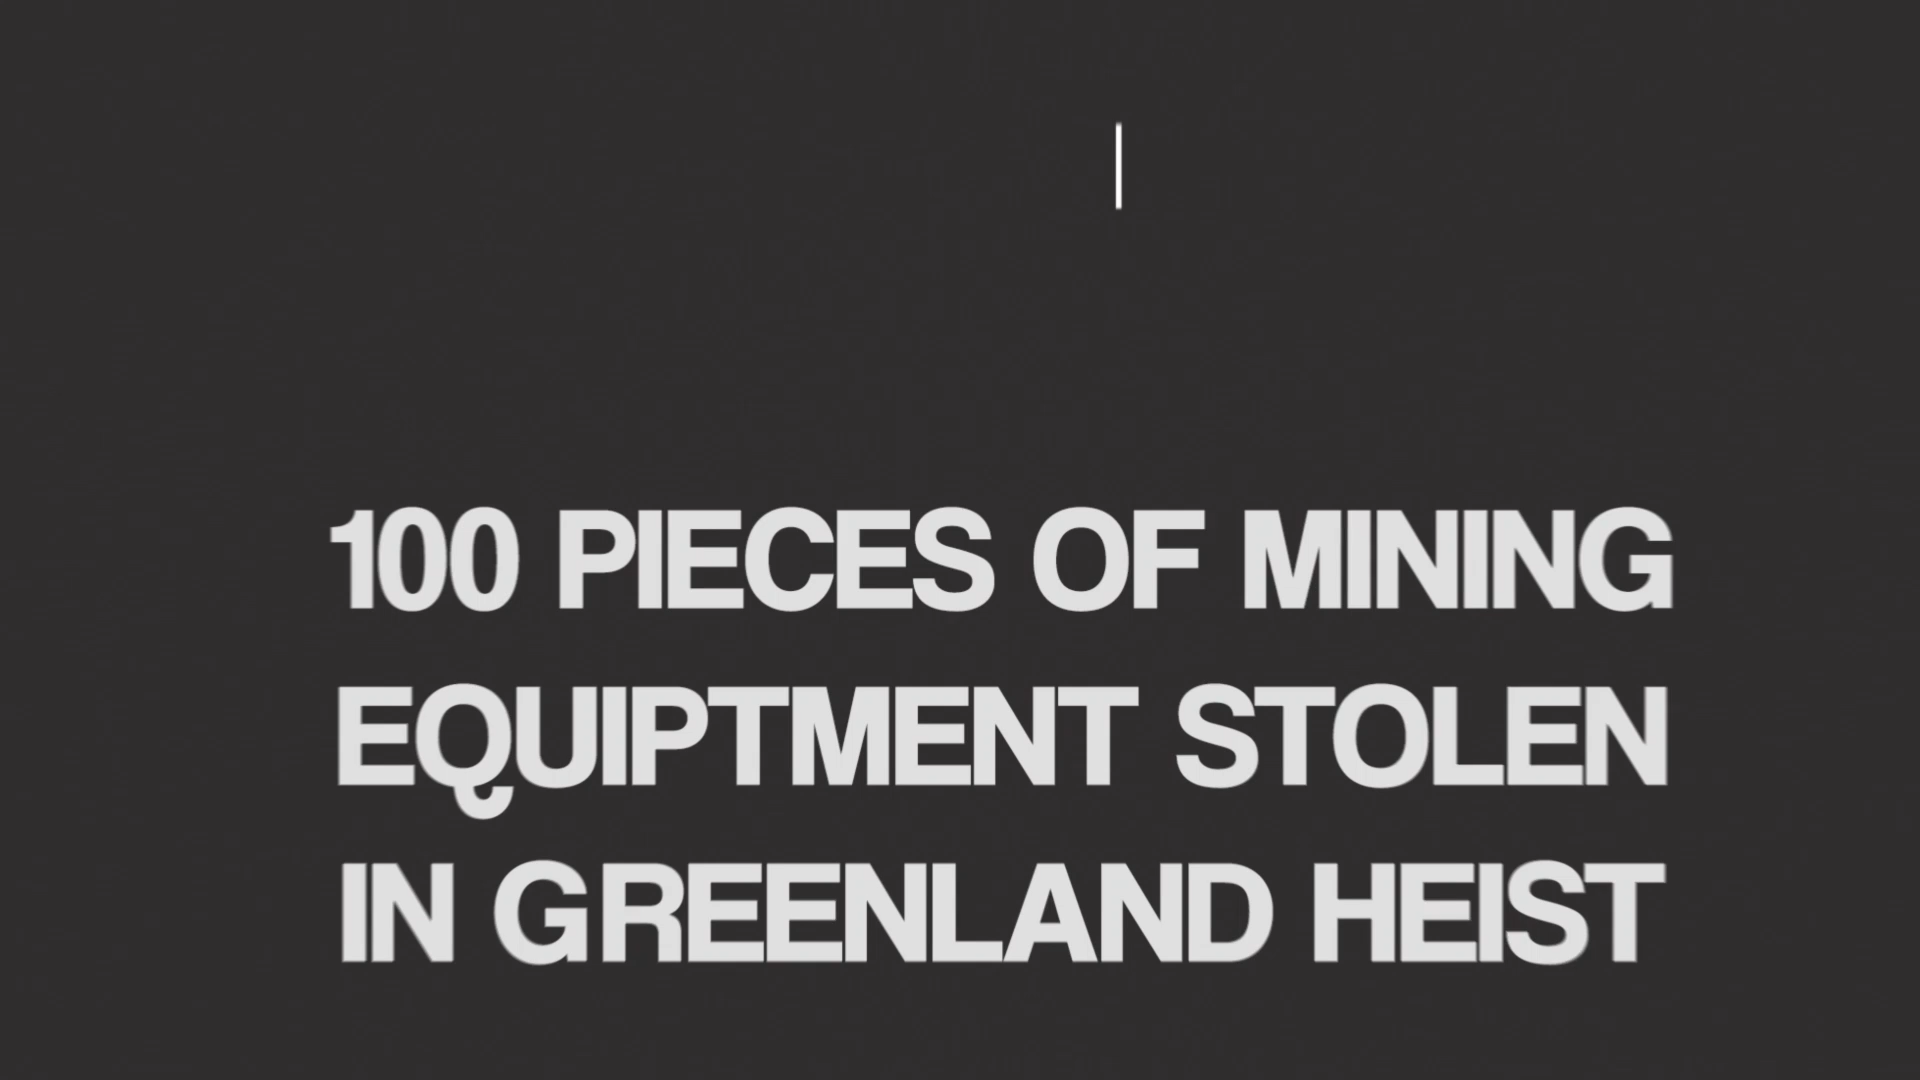 100 PIECES OF MINING
EQUIPTMENT STOLEN
IN GREENLAND HEIST